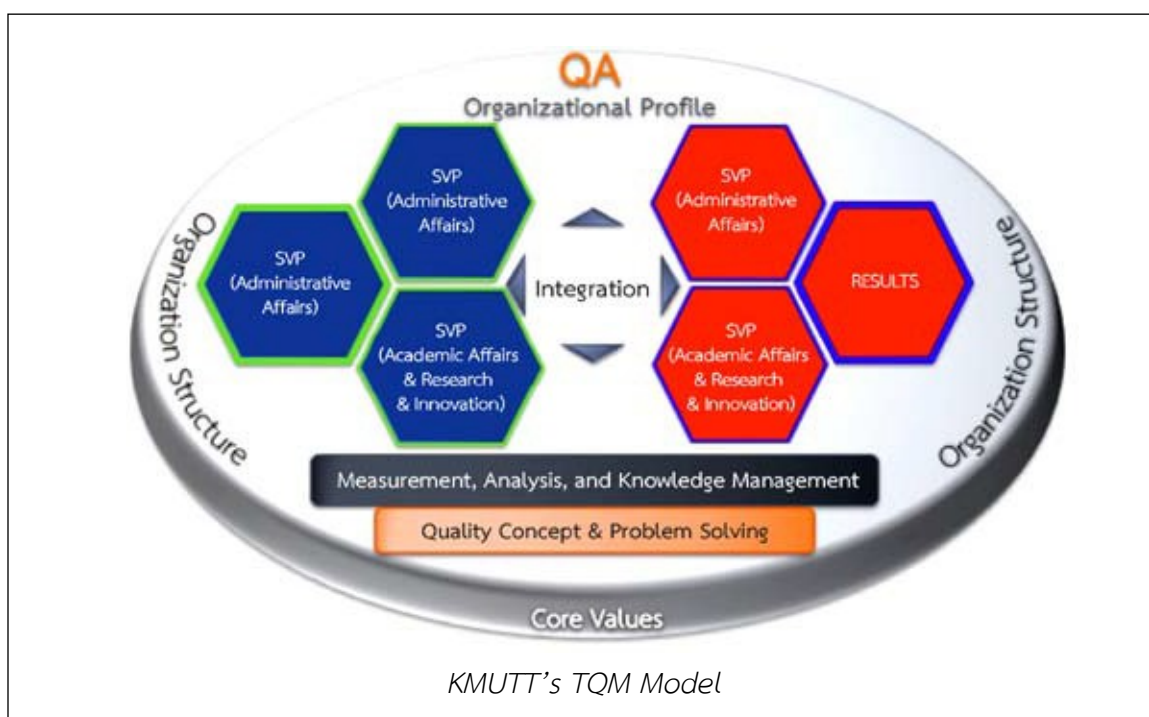 QA
Organizational Profile
Organization Structure
SVP
(Administrative
Affairs)
SVP
(Administrative
Affairs)
SVP
(Academic Affairs
& Research
& Innovation)
Integration
SVP
(Administrative
Affairs)
SVP
(Academic Affairs
& Research
& Innovation)
RESULTS
Organization Structure
Measurement, Analysis, and Knowledge Management
Quality Concept & Problem Solving
Core Values
KMUTT's TQM Model